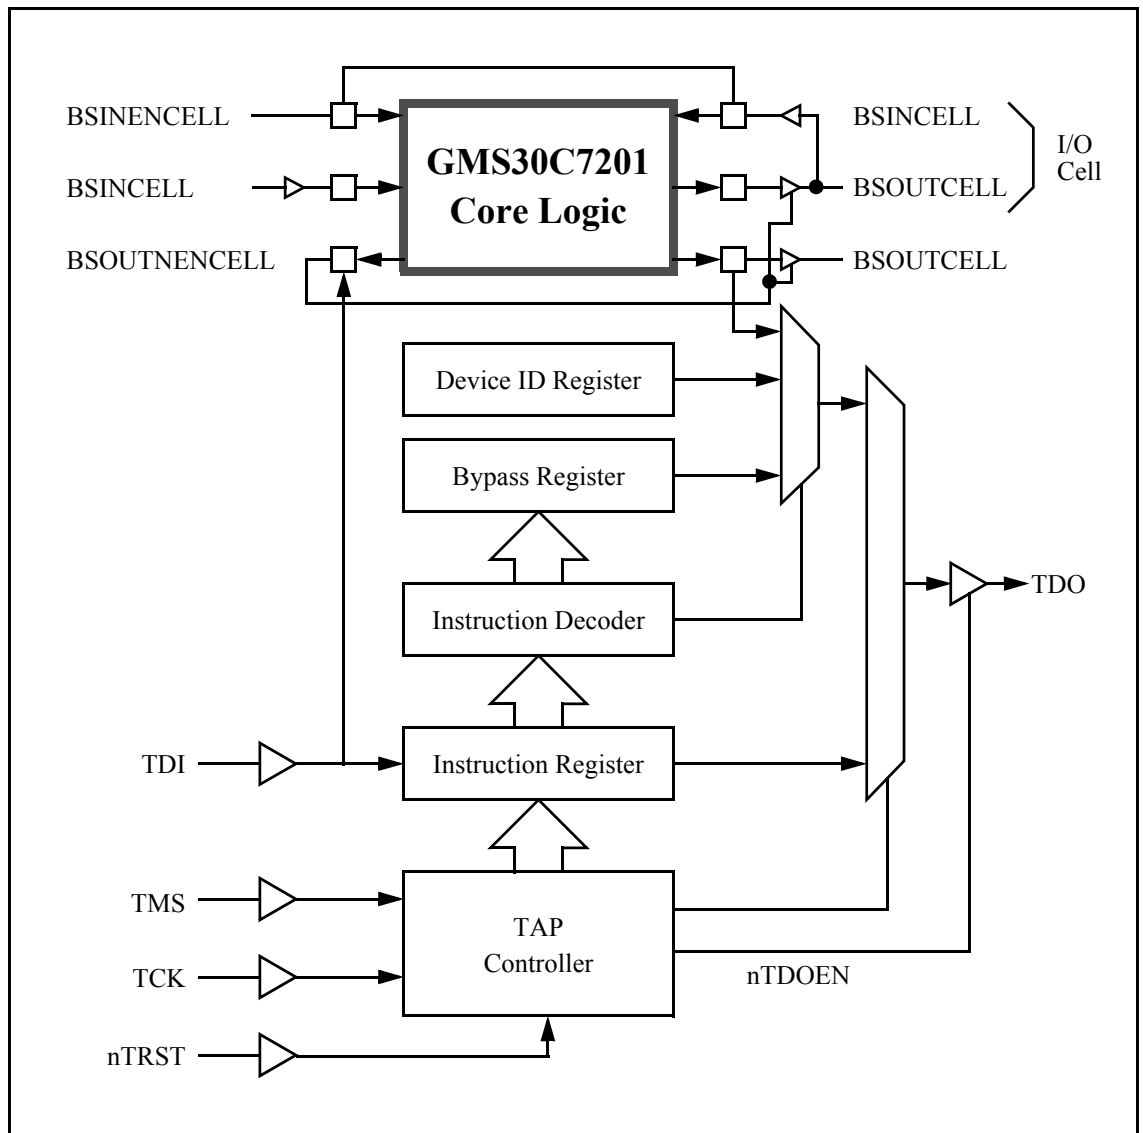 BSINENCELL
BSINCELL
BSOUTNENCELL
GMS30C7201
Core Logic
BSINCELL
BSOUTCELL
BSOUTCELL
I/O
Cell
Device ID Register
Bypass Register
Instruction Decoder
TDO
TDI
Instruction Register
TMS
TCK
nTRST
TAP
Controller
nTDOEN